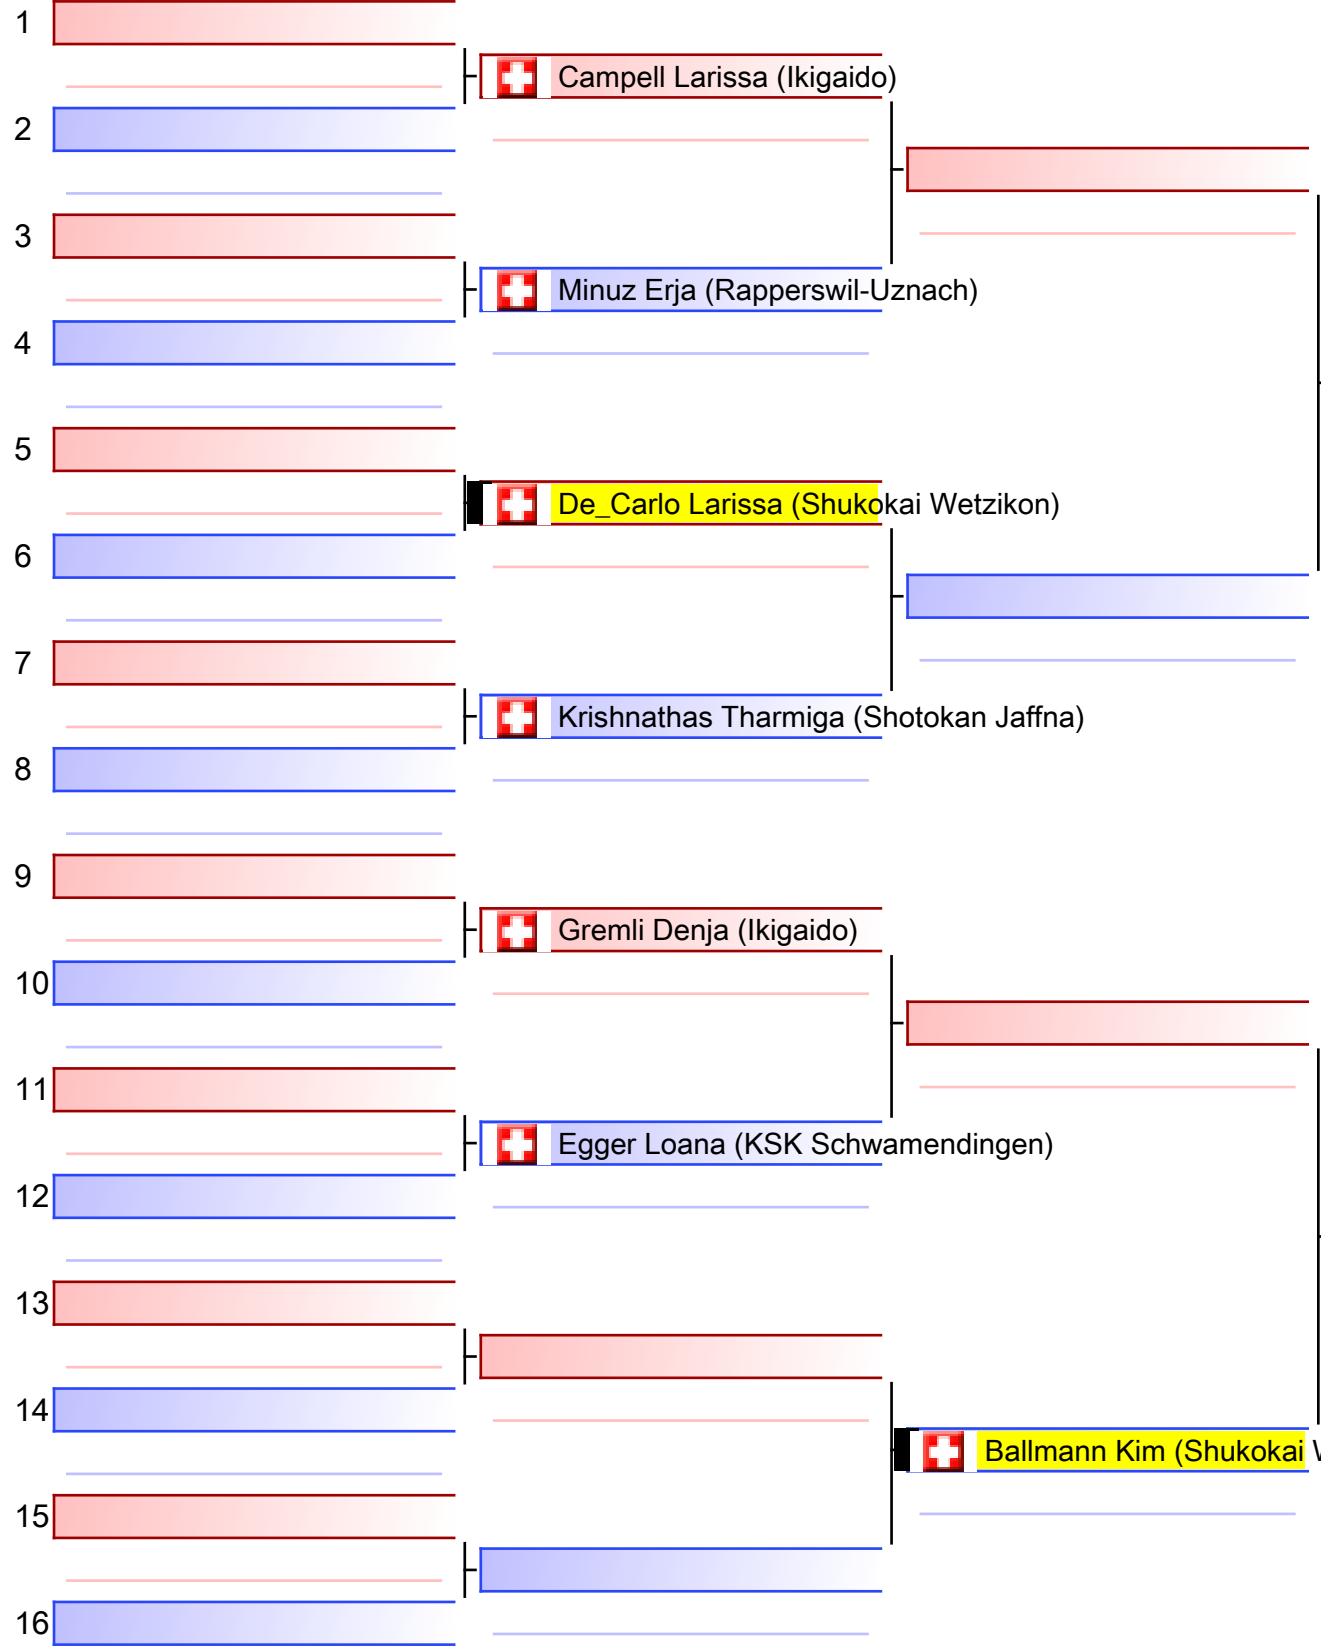 1
Campell Larissa (Ikigaido)
2
3
Minuz Erja (Rapperswil-Uznach)
4
5
De_Carlo Larissa (Shukokai Wetzikon)
6
7
Krishnathas Tharmiga (Shotokan Jaffna)
8
9
Gremli Denja (Ikigaido)
10
11
Egger Loana (KSK Schwamendingen)
12
13
14
Ballmann Kim (Shukokai
15
16